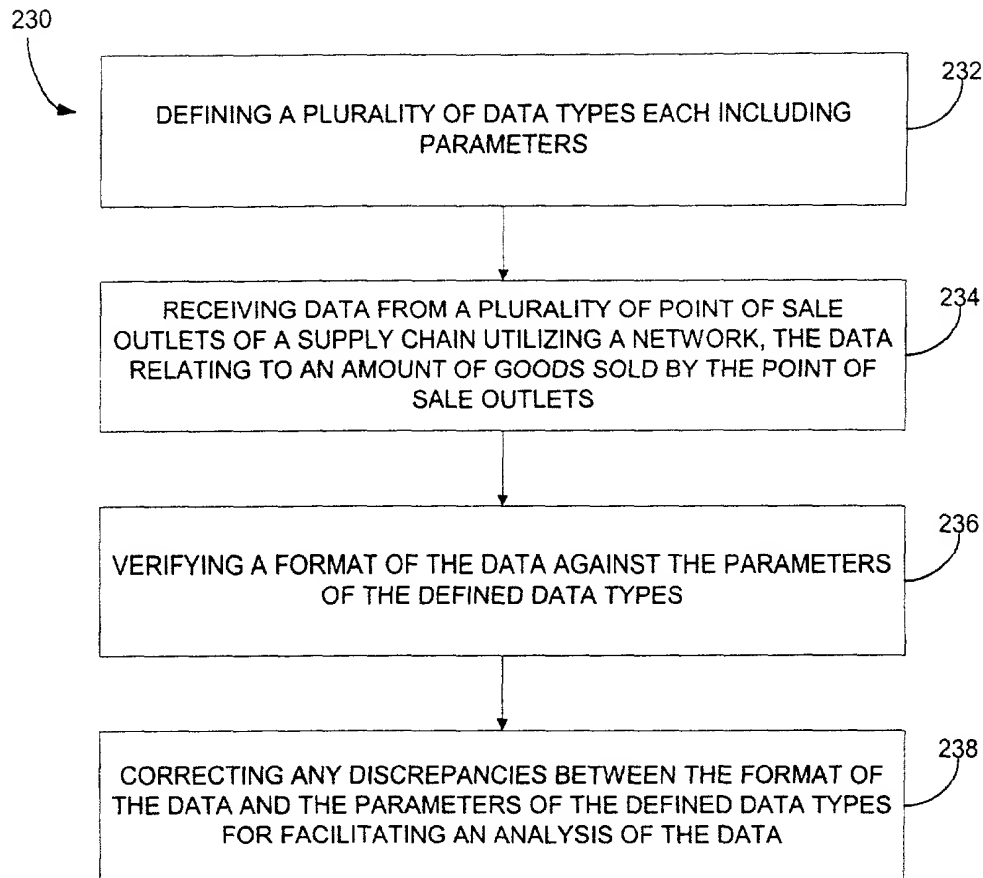 230
232
DEFINING A PLURALITY OF DATA TYPES EACH INCLUDING
PARAMETERS
234
RECEIVING DATA FROM A PLURALITY OF POINT OF SALE
OUTLETS OF A SUPPLY CHAIN UTILIZING A NETWORK, THE DATA
RELATING TO AN AMOUNT OF GOODS SOLD BY THE POINT OF
SALE OUTLETS
236
VERIFYING A FORMAT OF THE DATA AGAINST THE PARAMETERS
OF THE DEFINED DATA TYPES
238
CORRECTING ANY DISCREPANCIES BETWEEN THE FORMAT OF
THE DATA AND THE PARAMETERS OF THE DEFINED DATA TYPES
FOR FACILITATING AN ANALYSIS OF THE DATA